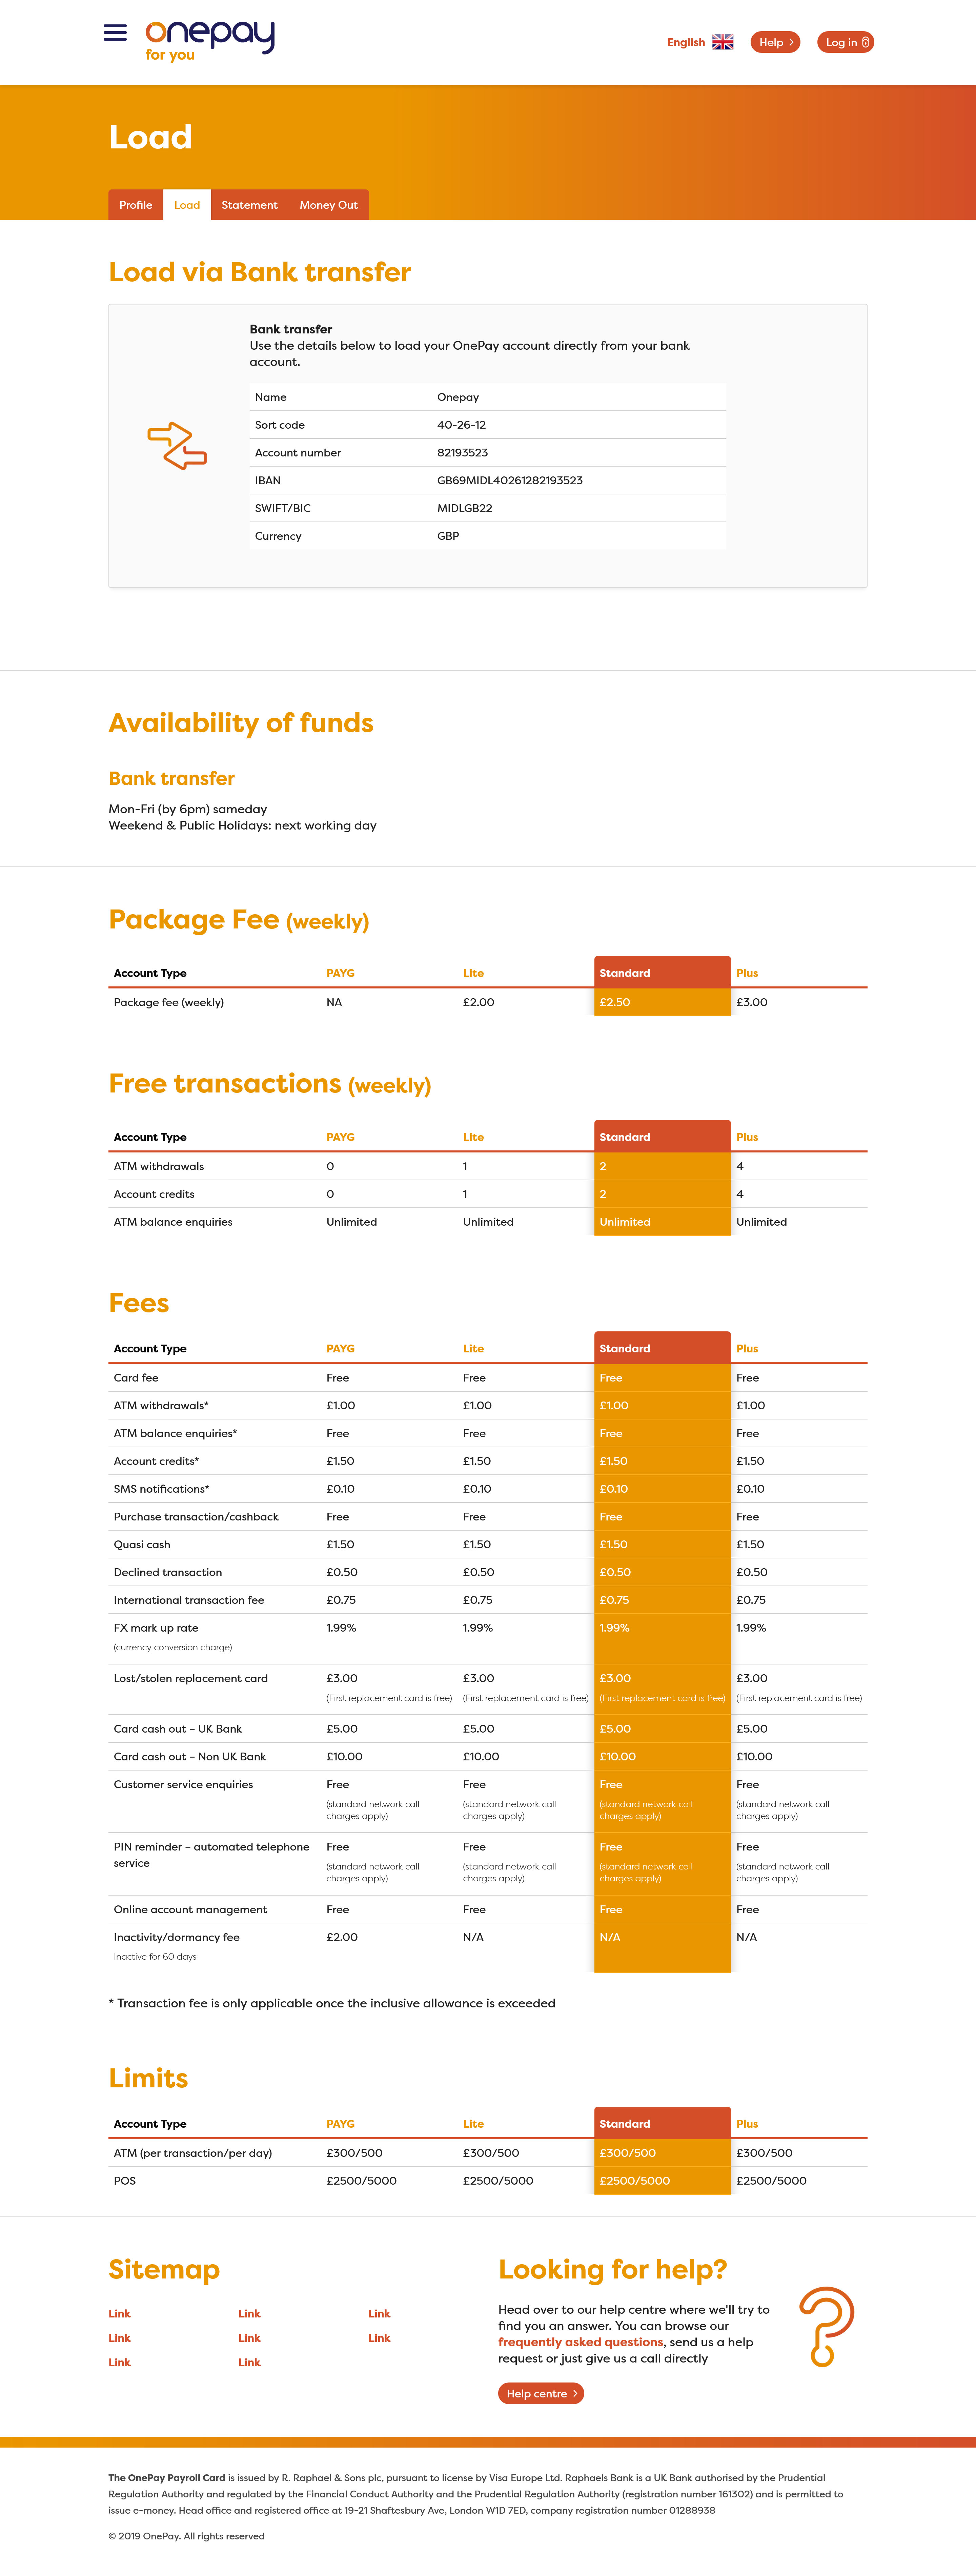 onepay
for you
English
Help
Log in
Load
Profile Load Statement Money Out
Load via Bank transfer
Bank transfer
Use the details below to load your OnePay account directly from your bank
account.
Name Onepay
Sort code 40-26-12
Account number 82193523
IBAN GB69MIDL40261282193523
SWIFT/BIC MIDLGB22
Currency GBP
Availability of funds
Bank transfer
Mon-Fri (by 6pm) sameday
Weekend & Public Holidays: next working day
Package Fee (weekly)
Account Type PAYG Lite Standard Plus
Package fee (weekly) NA £2.00 £2.50 £3.00
Free transactions (weekly)
Account Type PAYG Lite Standard Plus
ATM withdrawals 0 1 2 4
Account credits 0 1 2 4
ATM balance enquiries Unlimited Unlimited Unlimited Unlimited
Fees
Account Type PAYG Lite Standard Plus
Card fee Free Free Free Free
ATM withdrawals* £1.00 £1.00 £1.00 £1.00
ATM balance enquiries* Free Free Free Free
Account credits* £1.50 £1.50 £1.50 £1.50
SMS notifications* £0.10 £0.10 £0.10 £0.10
Purchase transaction/cashback Free Free Free Free
Quasi cash £1.50 £1.50 £1.50 £1.50
Declined transaction £0.50 £0.50 £0.50 £0.50
International transaction fee £0.75 £0.75 £0.75 £0.75
FX mark up rate 1.99% 1.99% 1.99% 1.99%
(currency conversion charge)
Lost/stolen replacement card £3.00 £3.00 £3.00 £3.00
(First replacement card is free) (First replacement card is free) (First replacement card is free) (First replacement card is free)
Card cash out – UK Bank £5.00 £5.00 £5.00 £5.00
Card cash out – Non UK Bank £10.00 £10.00 £10.00 £10.00
Customer service enquiries Free Free Free Free
(standard network call (standard network call (standard network call (standard network call
charges apply) charges apply) charges apply) charges apply)
PIN reminder – automated telephone Free Free Free Free
service (standard network call (standard network call (standard network call (standard network call
charges apply) charges apply) charges apply) charges apply)
Online account management Free Free Free Free
Inactivity/dormancy fee £2.00 N/A N/A N/A
Inactive for 60 days
* Transaction fee is only applicable once the inclusive allowance is exceeded
Limits
Account Type PAYG Lite Standard Plus
ATM (per transaction/per day) £300/500 £300/500 £300/500 £300/500
POS £2500/5000 £2500/5000 £2500/5000 £2500/5000
Sitemap
Link Link Link
Link Link Link
Link Link
Looking for help?
Head over to our help centre where we'll try to
find you an answer. You can browse our
frequently asked questions, send us a help
request or just give us a call directly
Help centre
The OnePay Payroll Card is issued by R. Raphael & Sons plc, pursuant to license by Visa Europe Ltd. Raphaels Bank is a UK Bank authorised by the Prudential
Regulation Authority and regulated by the Financial Conduct Authority and the Prudential Regulation Authority (registration number 161302) and is permitted to
issue e-money. Head office and registered office at 19-21 Shaftesbury Ave, London W1D 7ED, company registration number 01288938
© 2019 OnePay. All rights reserved